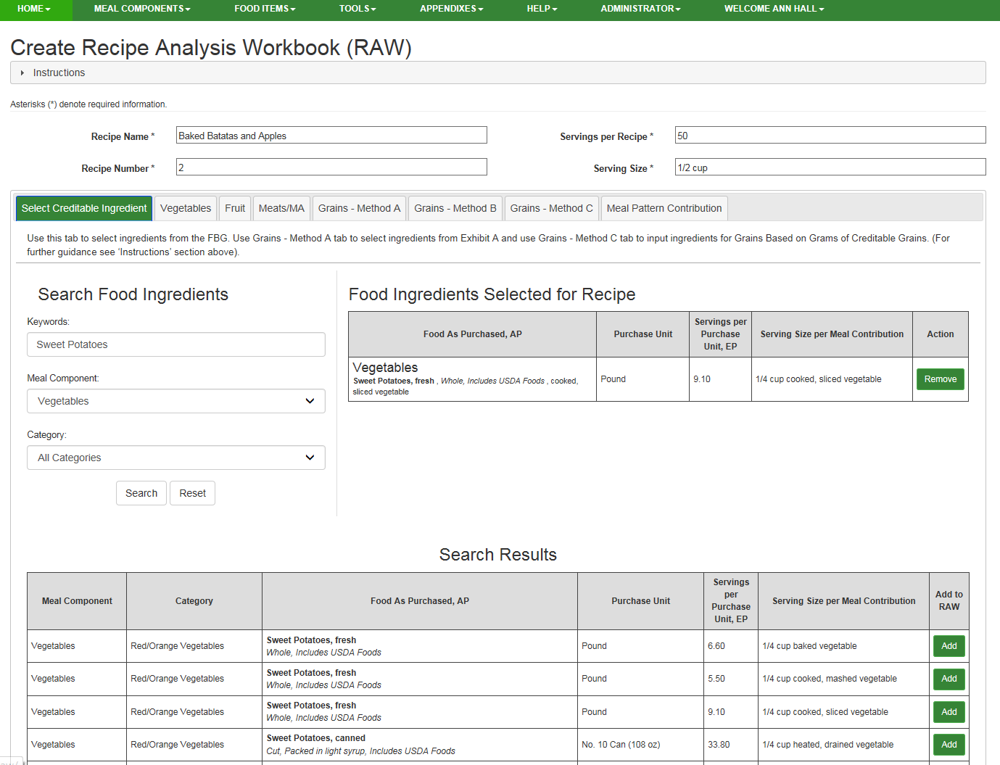 HOME MEAL COMPONENTS FOOD ITEMS TOOLS APPENDIXES HELP ADMINISTRATOR WELCOME ANN HALL
Create Recipe Analysis Workbook (RAW)
Instructions
Asterisks (*) denote required information.
Recipe Name * Baked Batatas and Apples Servings per Recipe * 50
Recipe Number * 2 Serving Size * 1/2 cup
Select Creditable Ingredient Vegetables Fruit Meats/MA Grains - Method A Grains - Method B Grains - Method C Meal Pattern Contribution
Use this tab to select ingredients from the FBG. Use Grains - Method A tab to select ingredients from Exhibit A and use Grains - Method C tab to input ingredients for Grains Based on Grams of Creditable Grains. (For
further guidance see ‘Instructions’ section above).
Search Food Ingredients
Keywords:
Sweet Potatoes
Meal Component:
Vegetables
Category:
All Categories
Search Reset
Food Ingredients Selected for Recipe
Food As Purchased, AP Purchase Unit Servings per Purchase Unit, EP Serving Size per Meal Contribution Action
Vegetables
Sweet Potatoes, fresh , Whole, Includes USDA Foods , cooked,
sliced vegetable
Pound 9.10 1/4 cup cooked, sliced vegetable Remove
Search Results
Meal Component Category Food As Purchased, AP Purchase Unit Servings per Purchase Unit, EP Serving Size per Meal Contribution Add to RAW
Vegetables Red/Orange Vegetables Sweet Potatoes, fresh
Whole, Includes USDA Foods
Pound 6.60 1/4 cup baked vegetable Add
Vegetables Red/Orange Vegetables Sweet Potatoes, fresh
Whole, Includes USDA Foods
Pound 5.50 1/4 cup cooked, mashed vegetable Add
Vegetables Red/Orange Vegetables Sweet Potatoes, fresh
Whole, Includes USDA Foods
Pound 9.10 1/4 cup cooked, sliced vegetable Add
Vegetables Red/Orange Vegetables Sweet Potatoes, canned
Cut, Packed in light syrup, Includes USDA Foods
No. 10 Can (108 oz) 33.80 1/4 cup heated, drained vegetable Add